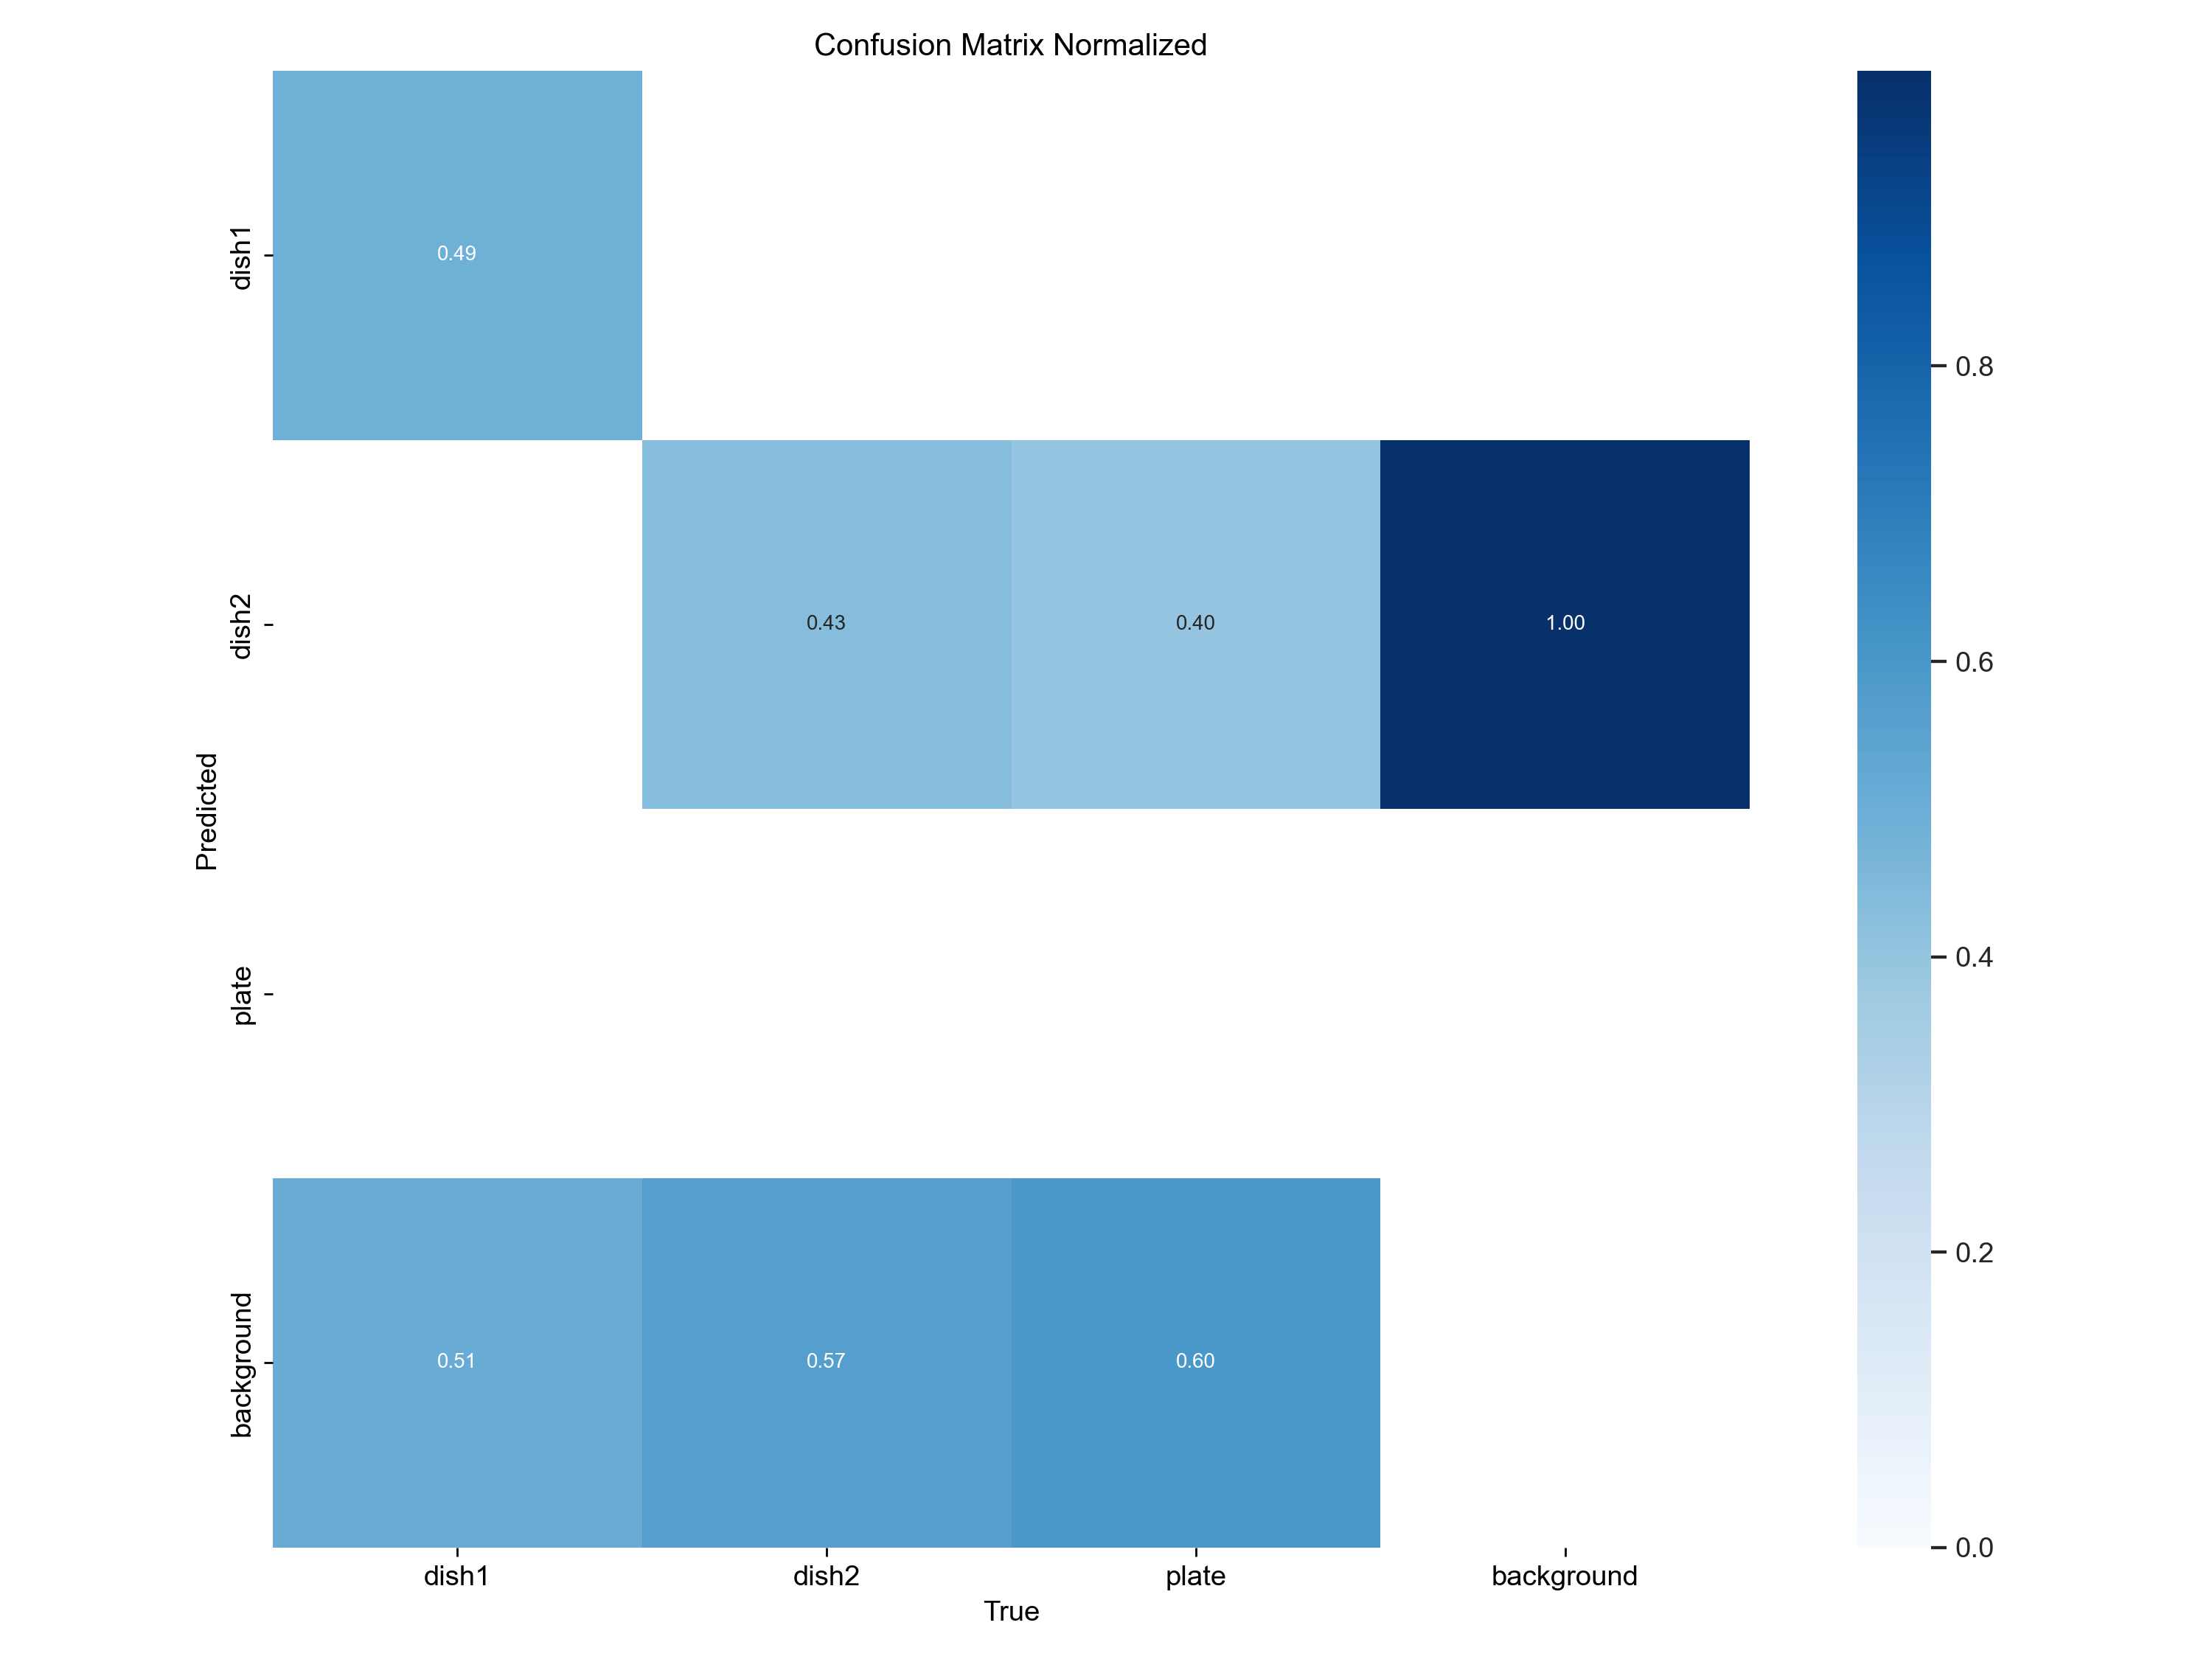 Confusion Matrix Normalized
dish1
0.49
0.8
dish2
0.43
0.40
1.00
0.6
Predicted
plate
0.4
background
0.51
0.57
0.60
0.2
0.0
dish1
dish2
plate
background
True